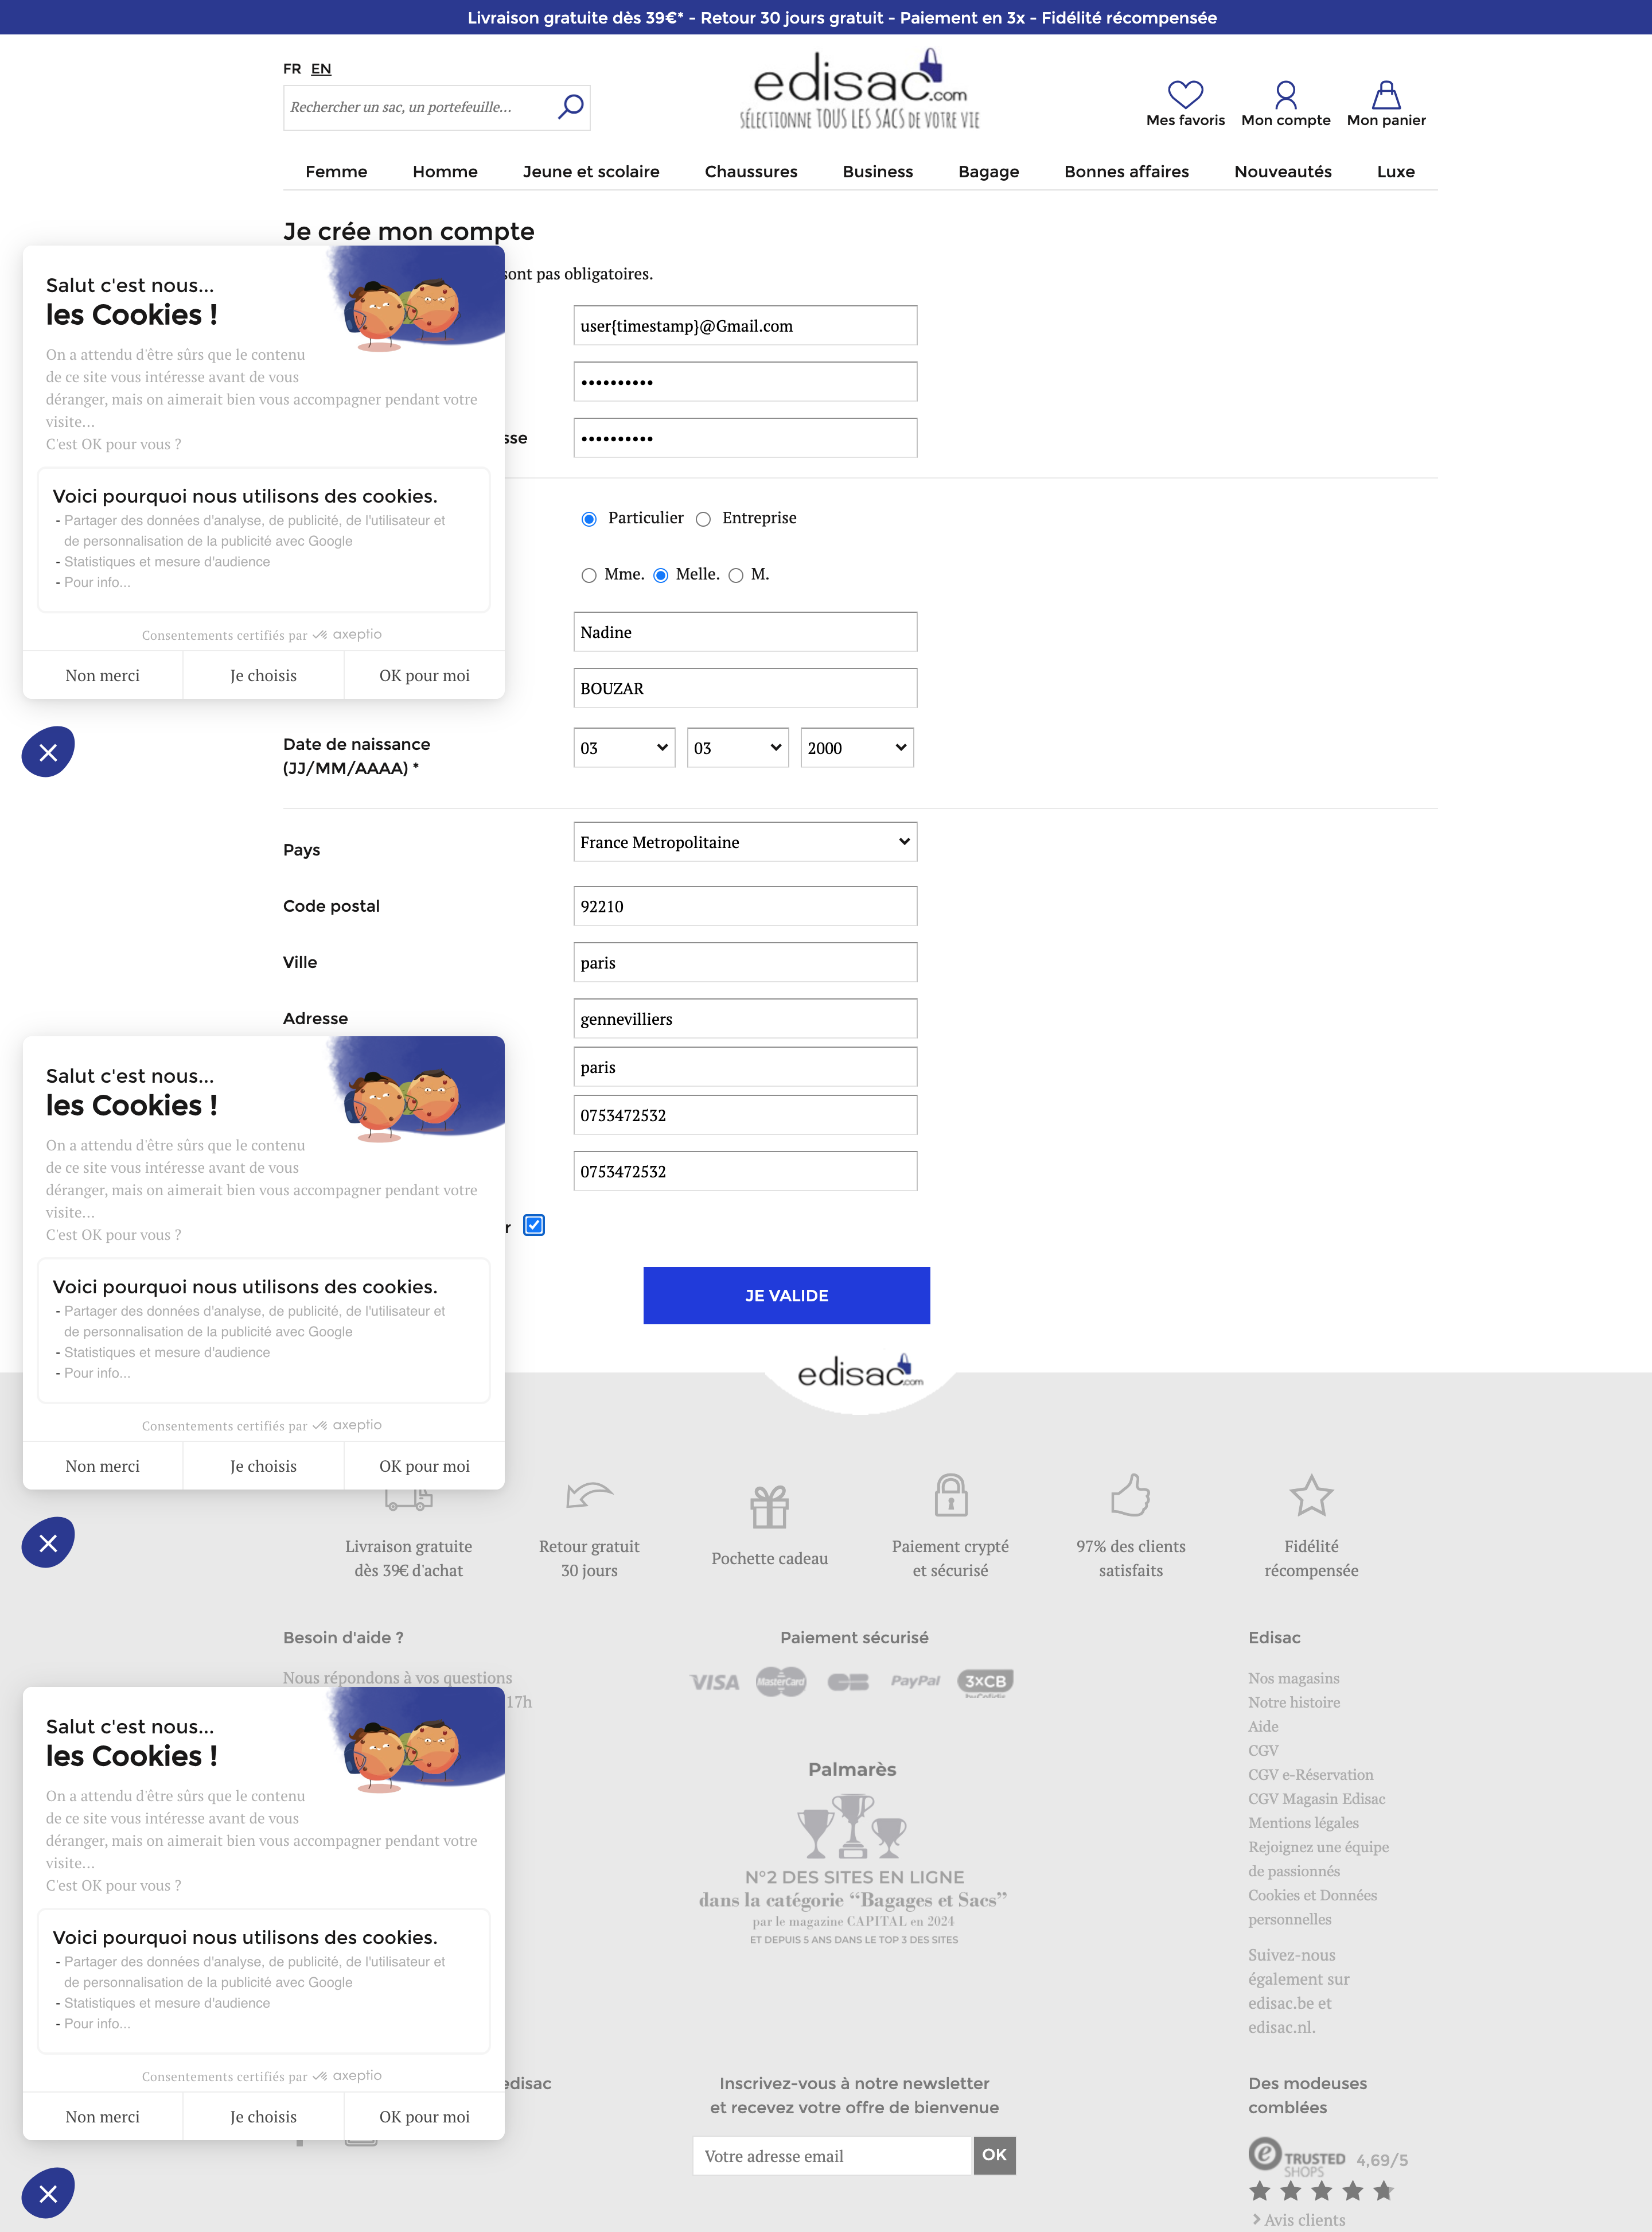 Livraison gratuite dès 39€* - Retour 30 jours gratuit - Paiement en 3x - Fidélité récompensée
FR EN
Rechercher un sac, un portefeuille...
edisac.com
SÉLECTIONNE TOUS LES SACS DE VOTRE VIE
Mes favoris Mon compte Mon panier
Femme Homme Jeune et scolaire Chaussures Business Bagage Bonnes affaires Nouveautés Luxe
Je crée mon compte
sont pas obligatoires.
user{timestamp}@Gmail.com
••••••••••
sse ••••••••••
Particulier Entreprise
Mme. Melle. M.
Nadine
BOUZAR
Salut c'est nous...
les Cookies !
On a attendu d'être sûrs que le contenu
de ce site vous intéresse avant de vous
déranger, mais on aimerait bien vous accompagner pendant votre
visite...
C'est OK pour vous ?
Voici pourquoi nous utilisons des cookies.
- Partager des données d'analyse, de publicité, de l'utilisateur et
de personnalisation de la publicité avec Google
- Statistiques et mesure d'audience
- Pour info...
Consentements certifiés par axeptio
Non merci Je choisis OK pour moi
Date de naissance
(JJ/MM/AAAA) *
03 03 2000
Pays France Metropolitaine
Code postal 92210
Ville paris
Adresse gennevilliers
paris
0753472532
0753472532
r
JE VALIDE
Salut c'est nous...
les Cookies !
On a attendu d'être sûrs que le contenu
de ce site vous intéresse avant de vous
déranger, mais on aimerait bien vous accompagner pendant votre
visite...
C'est OK pour vous ?
Voici pourquoi nous utilisons des cookies.
- Partager des données d'analyse, de publicité, de l'utilisateur et
de personnalisation de la publicité avec Google
- Statistiques et mesure d'audience
- Pour info...
Consentements certifiés par axeptio
Non merci Je choisis OK pour moi
edisac.com
Livraison gratuite
dès 39€ d'achat
Retour gratuit
30 jours
Pochette cadeau
Paiement crypté
et sécurisé
97% des clients
satisfaits
Fidélité
récompensée
Besoin d'aide ?
Nous répondons à vos questions
17h
Paiement sécurisé
VISA MasterCard CB PayPal 3×CB
Palmarès
N°2 DES SITES EN LIGNE
dans la catégorie “Bagages et Sacs”
par le magazine CAPITAL en 2024
ET DEPUIS 5 ANS DANS LE TOP 3 DES SITES
Edisac
Nos magasins
Notre histoire
Aide
CGV
CGV e-Réservation
CGV Magasin Edisac
Mentions légales
Rejoignez une équipe
de passionnés
Cookies et Données
personnelles
Suivez-nous
également sur
edisac.be et
edisac.nl.
Salut c'est nous...
les Cookies !
On a attendu d'être sûrs que le contenu
de ce site vous intéresse avant de vous
déranger, mais on aimerait bien vous accompagner pendant votre
visite...
C'est OK pour vous ?
Voici pourquoi nous utilisons des cookies.
- Partager des données d'analyse, de publicité, de l'utilisateur et
de personnalisation de la publicité avec Google
- Statistiques et mesure d'audience
- Pour info...
Consentements certifiés par axeptio
Non merci Je choisis OK pour moi
edisac
Inscrivez-vous à notre newsletter
et recevez votre offre de bienvenue
Votre adresse email OK
Des modeuses
comblées
e TRUSTED SHOPS 4,69/5
> Avis clients